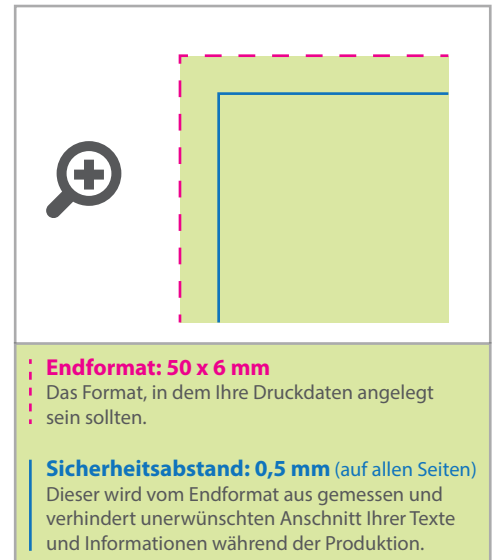 Endformat: 50 x 6 mm
Das Format, in dem Ihre Druckdaten angelegt
sein sollten.
Sicherheitsabstand: 0,5 mm (auf allen Seiten)
Dieser wird vom Endformat aus gemessen und
verhindert unerwünschten Anschnitt Ihrer Texte
und Informationen während der Produktion.